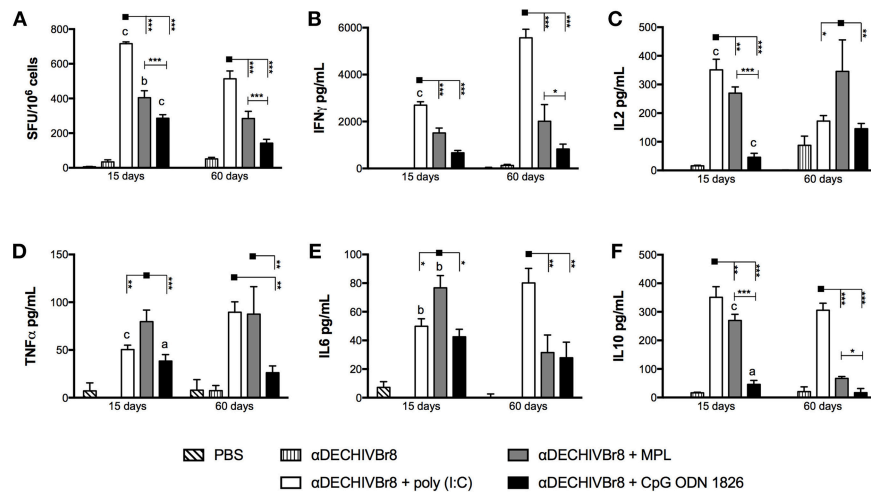 A
SFU/10⁶ cells
800
600
400
200
0
15 days
60 days
c
b
c
***
***
***
***
***
***
B
IFNγ pg/mL
6000
4000
2000
0
15 days
60 days
c
***
***
***
***
*
C
IL2 pg/mL
500
400
300
200
100
0
15 days
60 days
c
c
**
***
***
*
**
D
TNFα pg/mL
150
100
50
0
15 days
60 days
c
a
**
***
**
**
E
IL6 pg/mL
100
80
60
40
20
0
15 days
60 days
b
b
*
*
**
**
F
IL10 pg/mL
500
400
300
200
100
0
15 days
60 days
c
a
**
***
***
***
***
*
PBS
αDECHIVBr8
αDECHIVBr8 + MPL
αDECHIVBr8 + poly (I:C)
αDECHIVBr8 + CpG ODN 1826